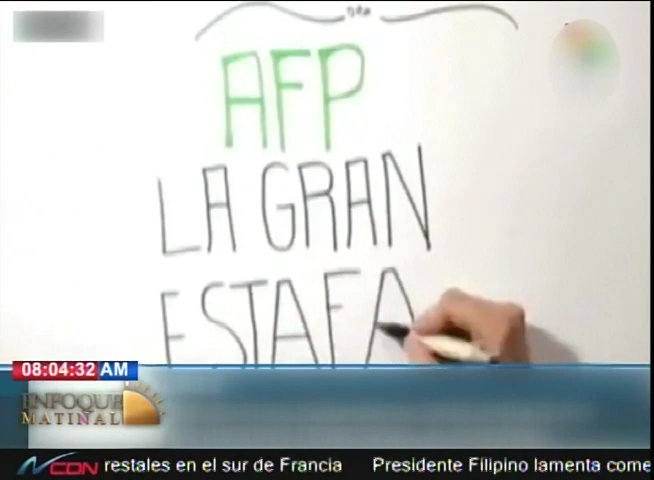 AFP
LA GRAN
ESTAFA
08:04:32 AM
ENFOQUE
MATINAL
CDN restales en el sur de Francia Presidente Filipino lamenta come